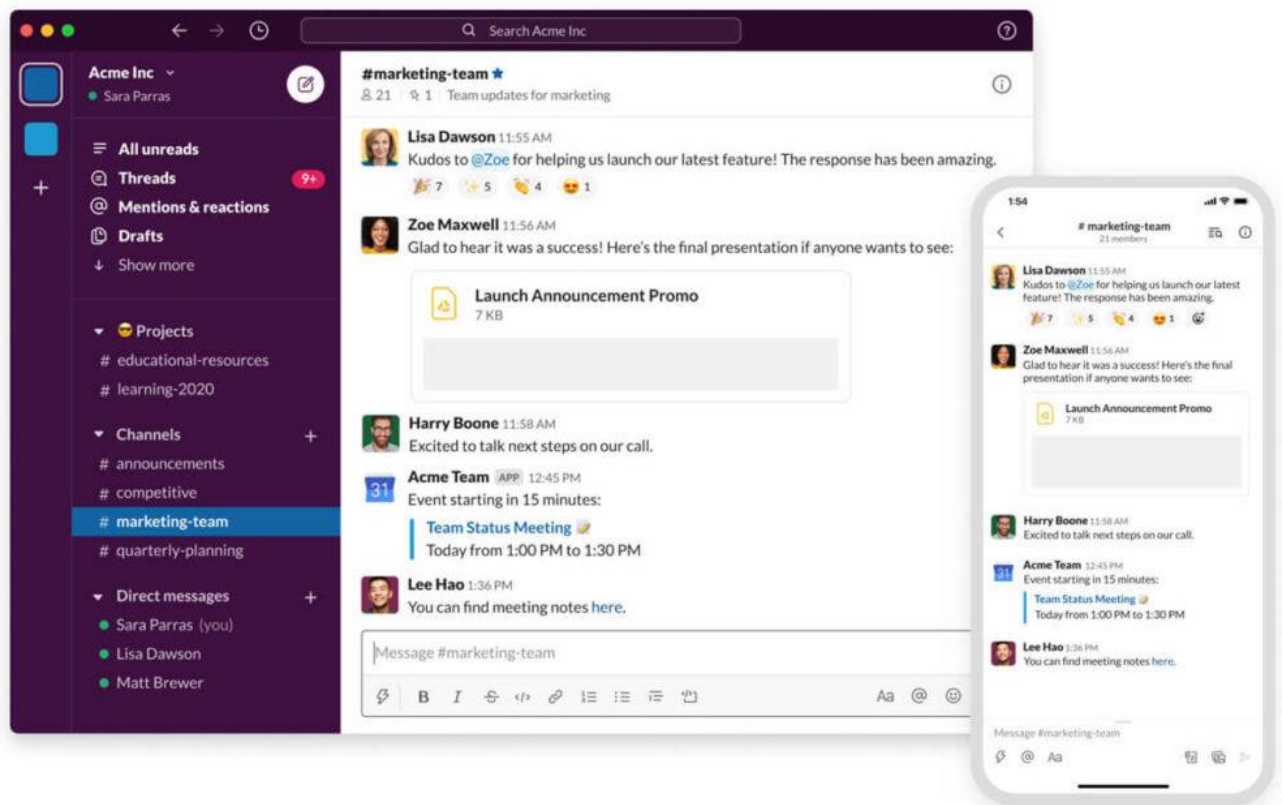 Search Acme Inc
Acme Inc
Sara Parras
All unreads
Threads 9+
Mentions & reactions
Drafts
Show more
Projects
# educational-resources
# learning-2020
Channels +
# announcements
# competitive
# marketing-team
# quarterly-planning
Direct messages +
Sara Parras (you)
Lisa Dawson
Matt Brewer
#marketing-team
21 1 Team updates for marketing
Lisa Dawson 11:55 AM
Kudos to @Zoe for helping us launch our latest feature! The response has been amazing.
7 5 4 1
Zoe Maxwell 11:56 AM
Glad to hear it was a success! Here's the final presentation if anyone wants to see:
Launch Announcement Promo
7 KB
Harry Boone 11:58 AM
Excited to talk next steps on our call.
31
Acme Team APP 12:45 PM
Event starting in 15 minutes:
Team Status Meeting
Today from 1:00 PM to 1:30 PM
Lee Hao 1:36 PM
You can find meeting notes here.
Message #marketing-team
B I S </> Aa @
1:54
# marketing-team
21 members
Lisa Dawson 11:55 AM
Kudos to @Zoe for helping us launch our latest
feature! The response has been amazing.
7 5 4 1
Zoe Maxwell 11:56 AM
Glad to hear it was a success! Here's the final
presentation if anyone wants to see:
Launch Announcement Promo
7 KB
Harry Boone 11:58 AM
Excited to talk next steps on our call.
31
Acme Team 12:45 PM
Event starting in 15 minutes:
Team Status Meeting
Today from 1:00 PM to 1:30 PM
Lee Hao 1:36 PM
You can find meeting notes here.
Message #marketing-team
@ Aa